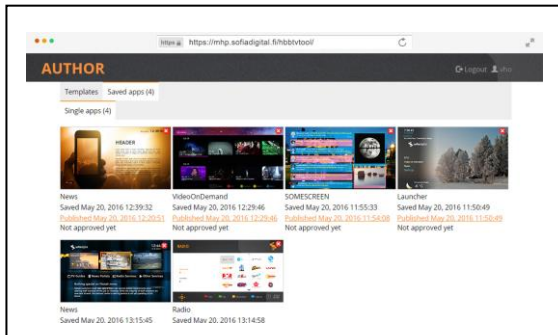 https https://mhp.sofiadigital.fi/hbbtvtool/
AUTHOR
Logout vho
Templates Saved apps (4)
Single apps (4)
HEADER
News
Saved May 20, 2016 12:39:32
Published May 20, 2016 12:20:51
Not approved yet
VideoOnDemand
Saved May 20, 2016 12:29:46
Published May 20, 2016 12:29:46
Not approved yet
SOMESCREEN
Saved May 20, 2016 11:55:33
Published May 20, 2016 11:54:08
Not approved yet
Launcher
Saved May 20, 2016 11:50:49
Published May 20, 2016 11:50:49
Not approved yet
News
Saved May 20, 2016 13:15:45
Radio
Saved May 20, 2016 13:14:58